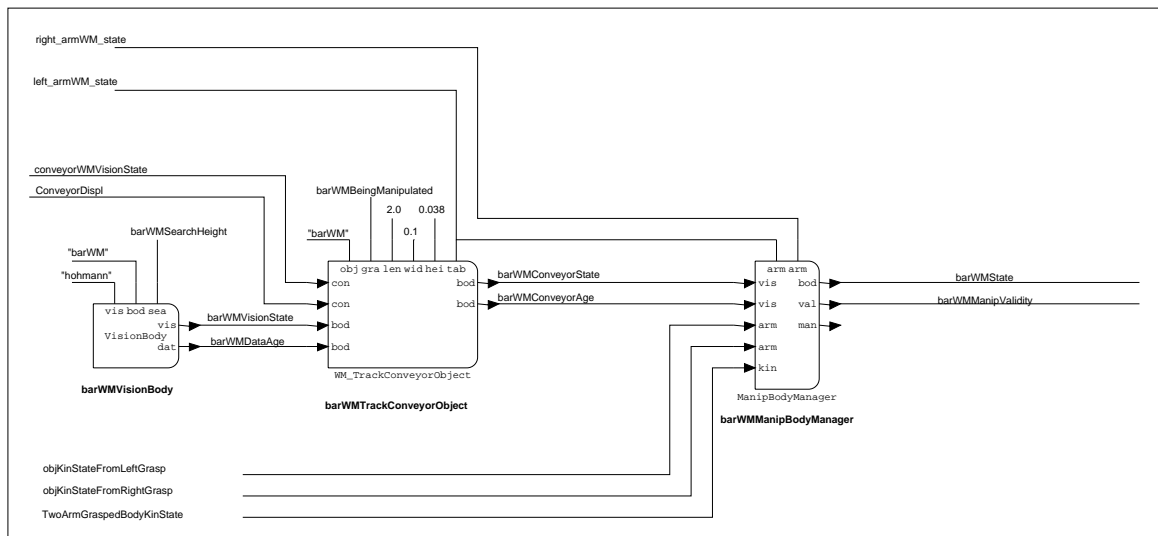 right_armWM_state
left_armWM_state
conveyorWMVisionState
ConveyorDispl
barWMBeingManipulated
2.0
0.038
0.1
"barWM"
barWMSearchHeight
"barWM"
"hohmann"
vis bod sea
vis
VisionBody
dat
barWMVisionBody
barWMVisionState
barWMDataAge
obj gra len wid hei tab
con
con
bod
bod
bod
bod
WM_TrackConveyorObject
barWMTrackConveyorObject
barWMConveyorState
barWMConveyorAge
arm arm
vis
vis
arm
arm
kin
bod
val
man
ManipBodyManager
barWMManipBodyManager
barWMState
barWMManipValidity
objKinStateFromLeftGrasp
objKinStateFromRightGrasp
TwoArmGraspedBodyKinState